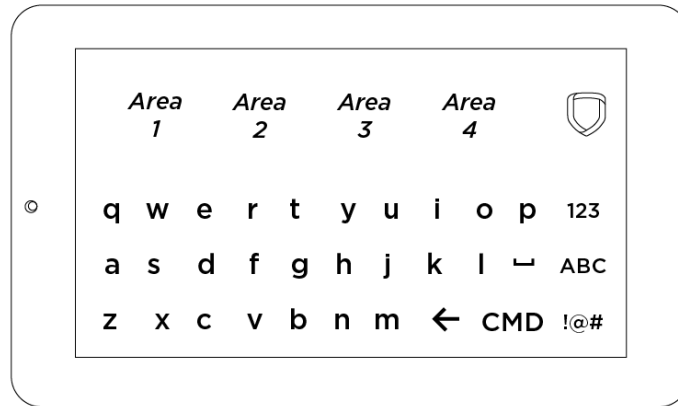 Area Area Area Area
1 2 3 4
q w e r t y u i o p 123
a s d f g h j k l ⎵ ABC
z x c v b n m ← CMD !@#